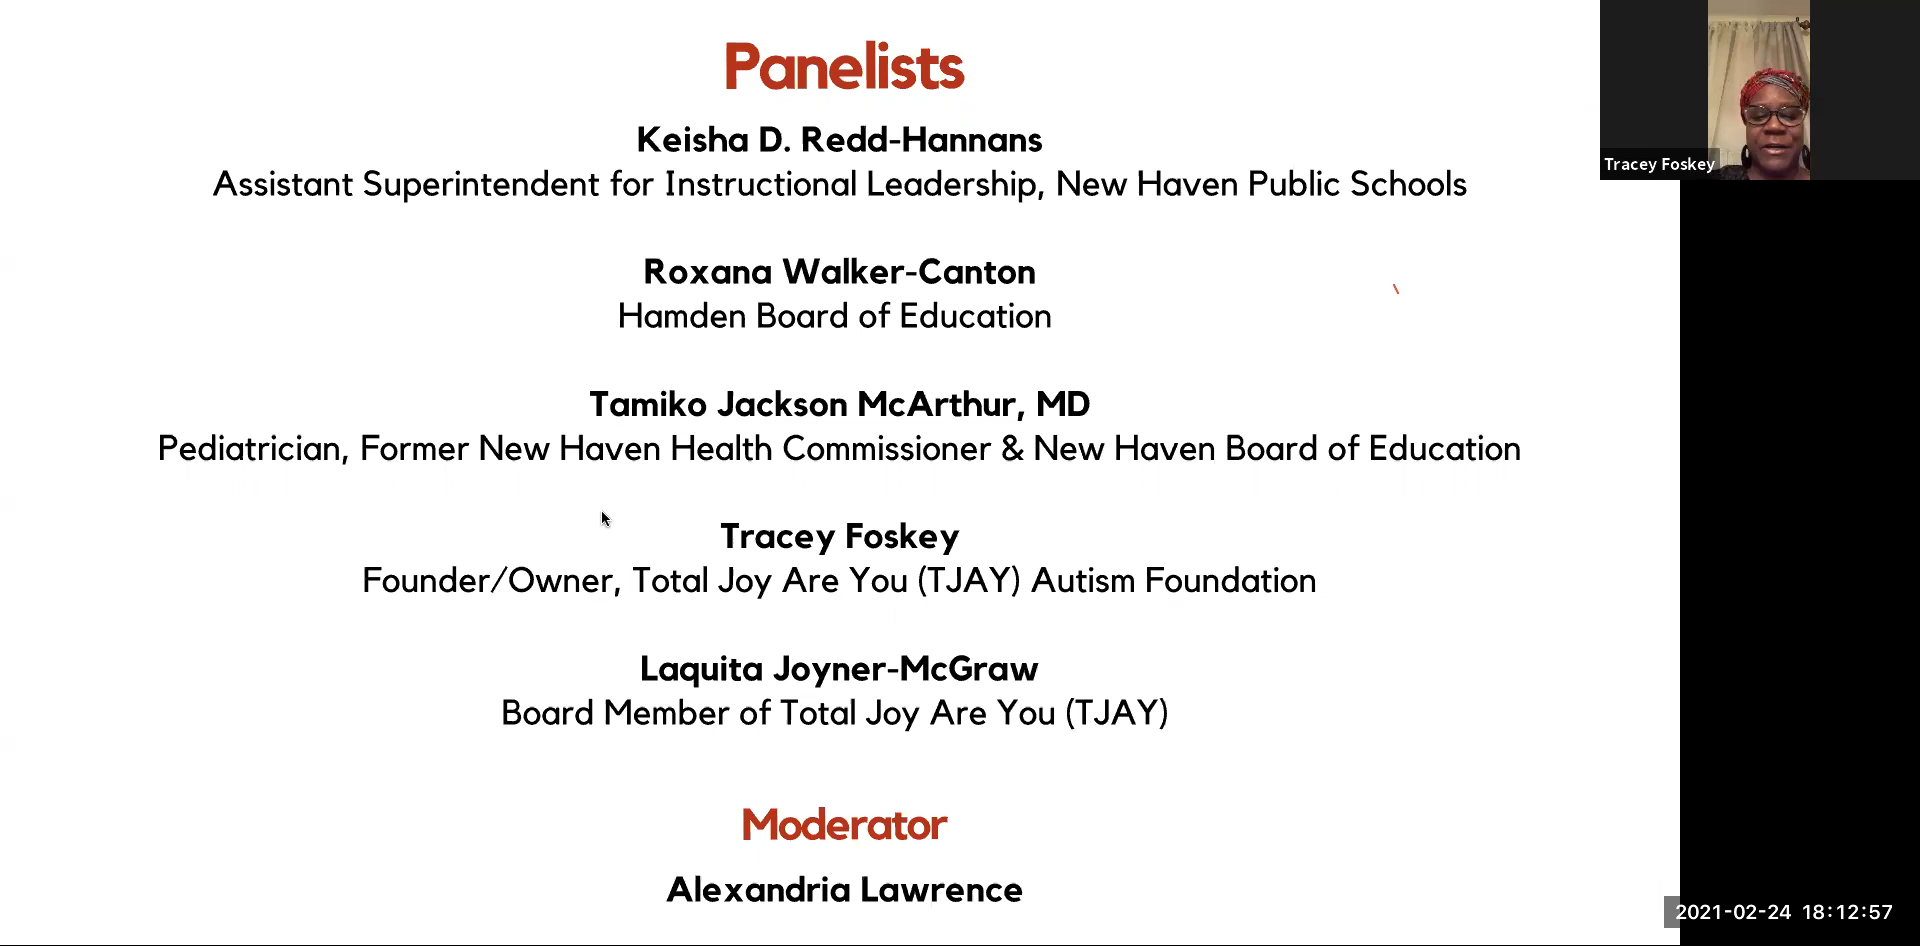 Panelists
Keisha D. Redd-Hannans
Assistant Superintendent for Instructional Leadership, New Haven Public Schools
Roxana Walker-Canton
Hamden Board of Education
Tamiko Jackson McArthur, MD
Pediatrician, Former New Haven Health Commissioner & New Haven Board of Education
Tracey Foskey
Founder/Owner, Total Joy Are You (TJAY) Autism Foundation
Laquita Joyner-McGraw
Board Member of Total Joy Are You (TJAY)
Moderator
Alexandria Lawrence
Tracey Foskey
2021-02-24 18:12:57